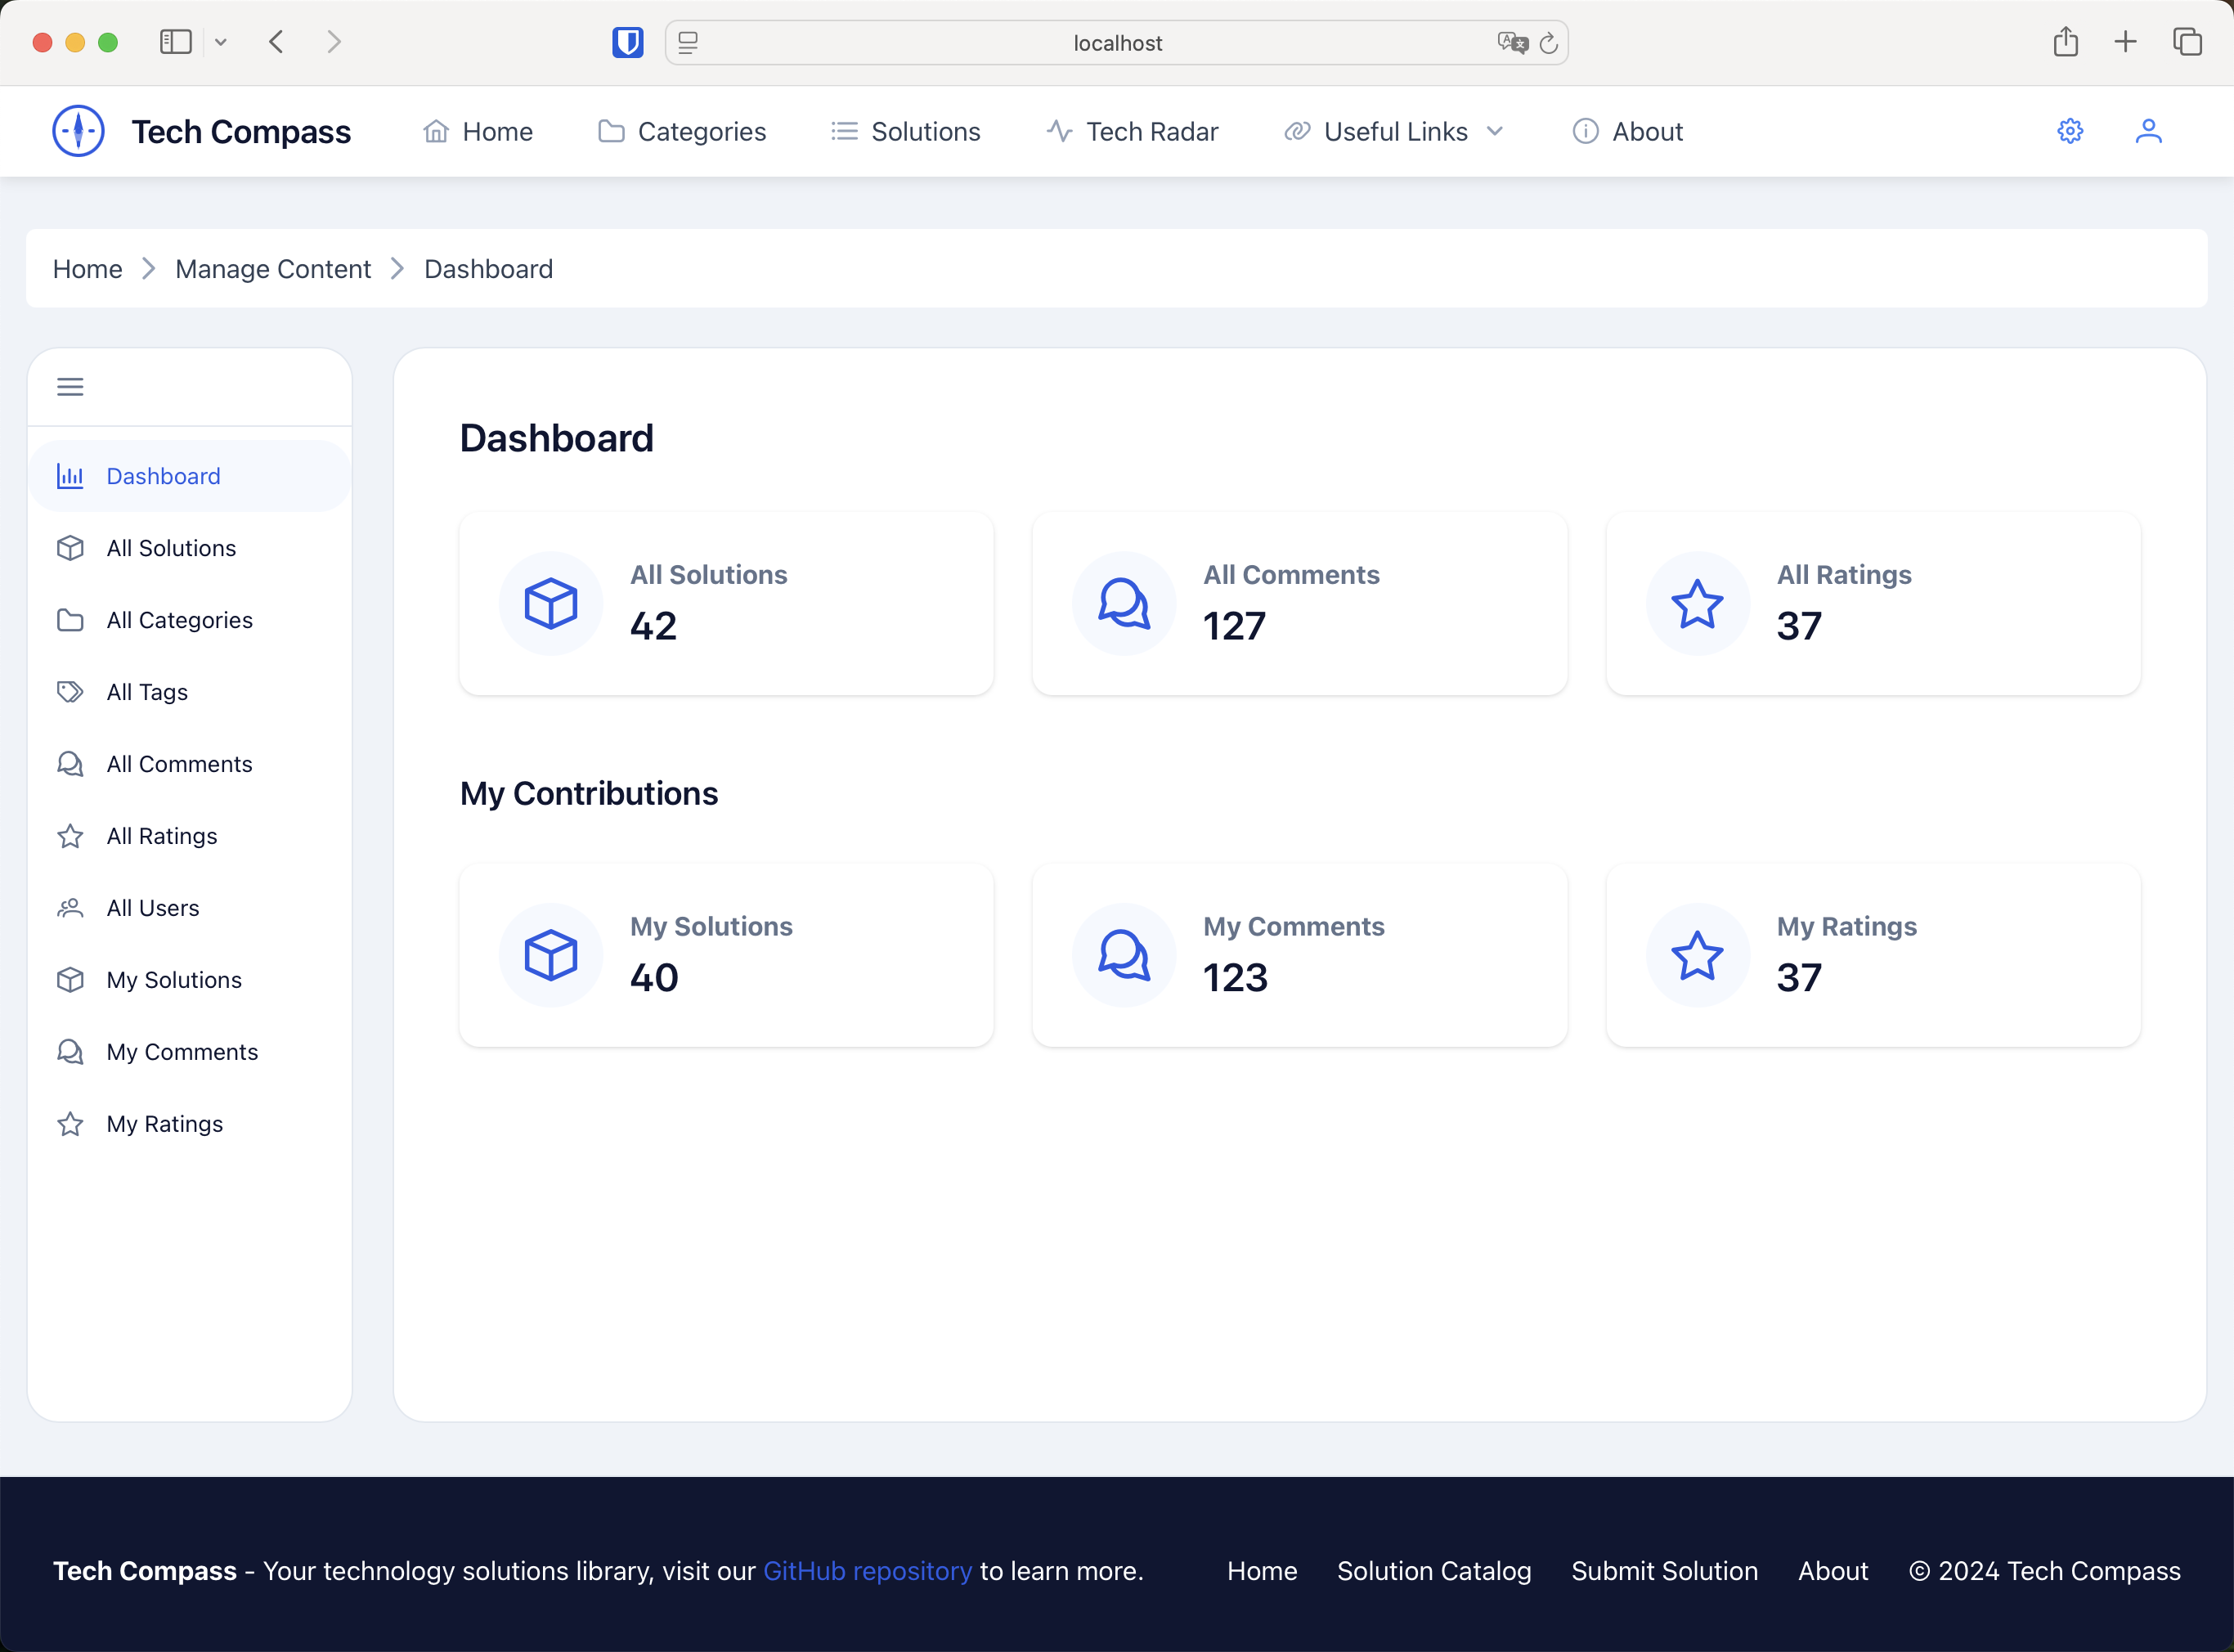 localhost
Tech Compass Home Categories Solutions Tech Radar Useful Links About
Home Manage Content Dashboard
Dashboard
All Solutions
All Categories
All Tags
All Comments
All Ratings
All Users
My Solutions
My Comments
My Ratings
Dashboard
All Solutions
42
All Comments
127
All Ratings
37
My Contributions
My Solutions
40
My Comments
123
My Ratings
37
Tech Compass - Your technology solutions library, visit our GitHub repository to learn more.
Home Solution Catalog Submit Solution About © 2024 Tech Compass